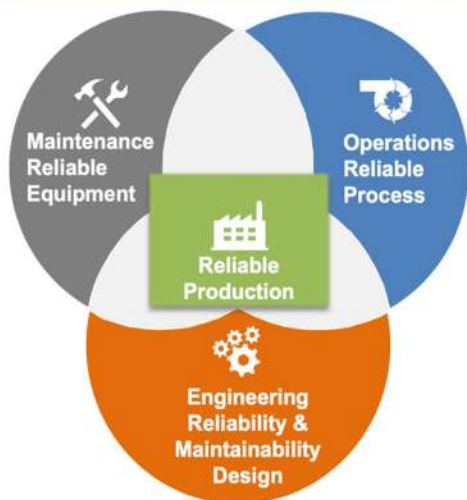 Maintenance
Reliable
Equipment
Operations
Reliable
Process
Reliable
Production
Engineering
Reliability &
Maintainability
Design